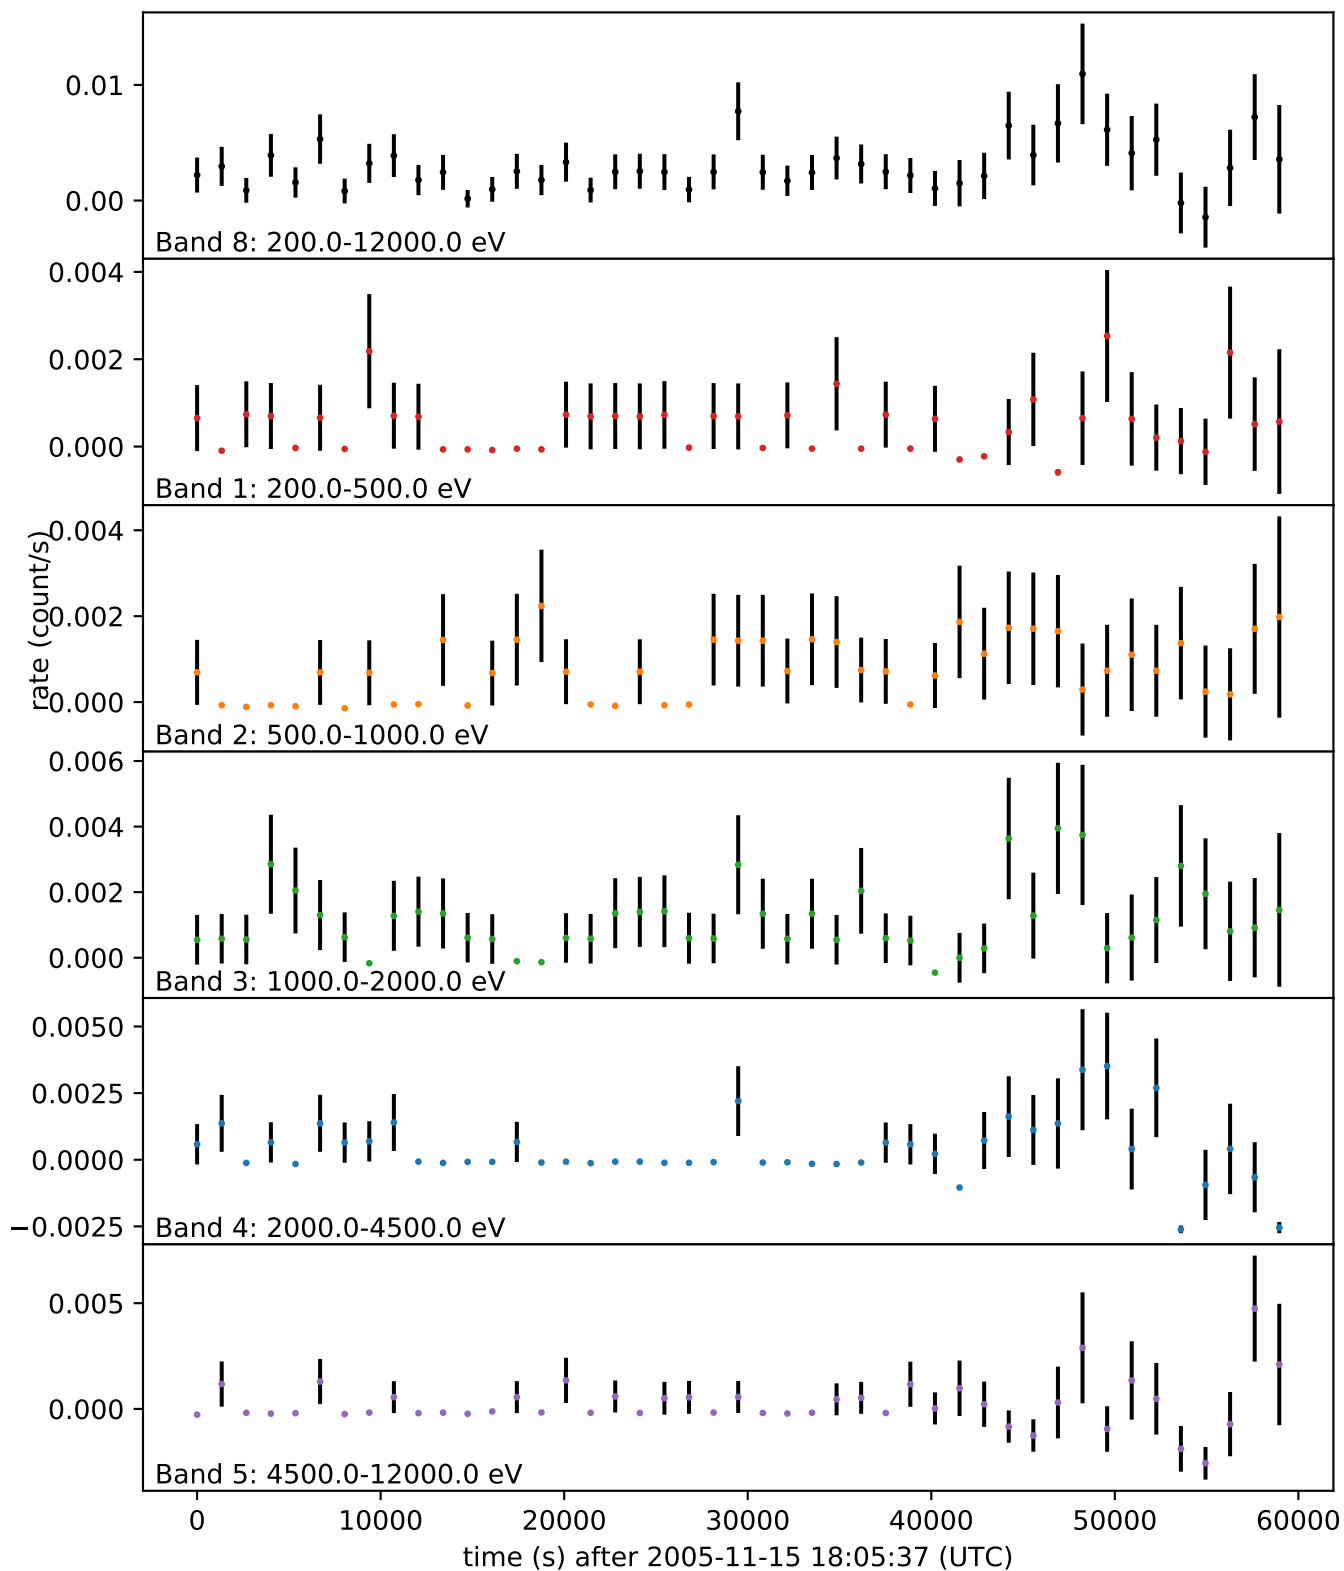 0.01
0.00
Band 8: 200.0-12000.0 eV
0.004
0.002
0.000
Band 1: 200.0-500.0 eV
rate (count/s)
0.004
0.002
0.000
Band 2: 500.0-1000.0 eV
0.006
0.004
0.002
0.000
Band 3: 1000.0-2000.0 eV
0.0050
0.0025
0.0000
−0.0025
Band 4: 2000.0-4500.0 eV
0.005
0.000
Band 5: 4500.0-12000.0 eV
0 10000 20000 30000 40000 50000 60000
time (s) after 2005-11-15 18:05:37 (UTC)